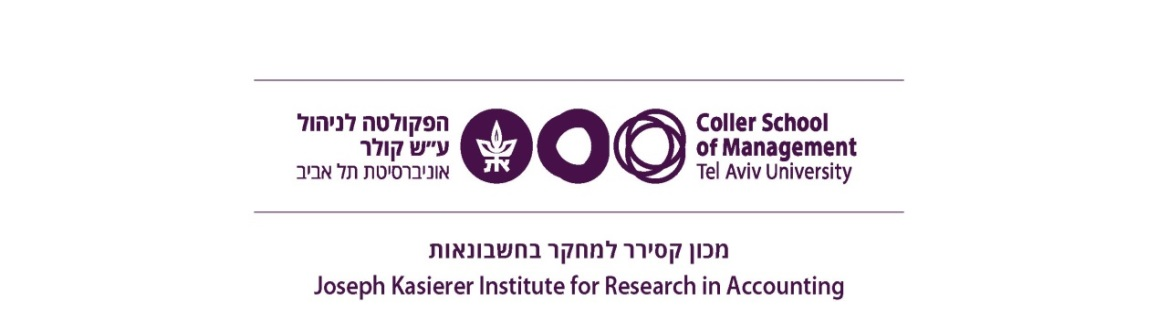 הפקולטה לניהול
ע״ש קולר
אוניברסיטת תל אביב
את
Coller School
of Management
Tel Aviv University
מכון קסירר למחקר בחשבונאות
Joseph Kasierer Institute for Research in Accounting